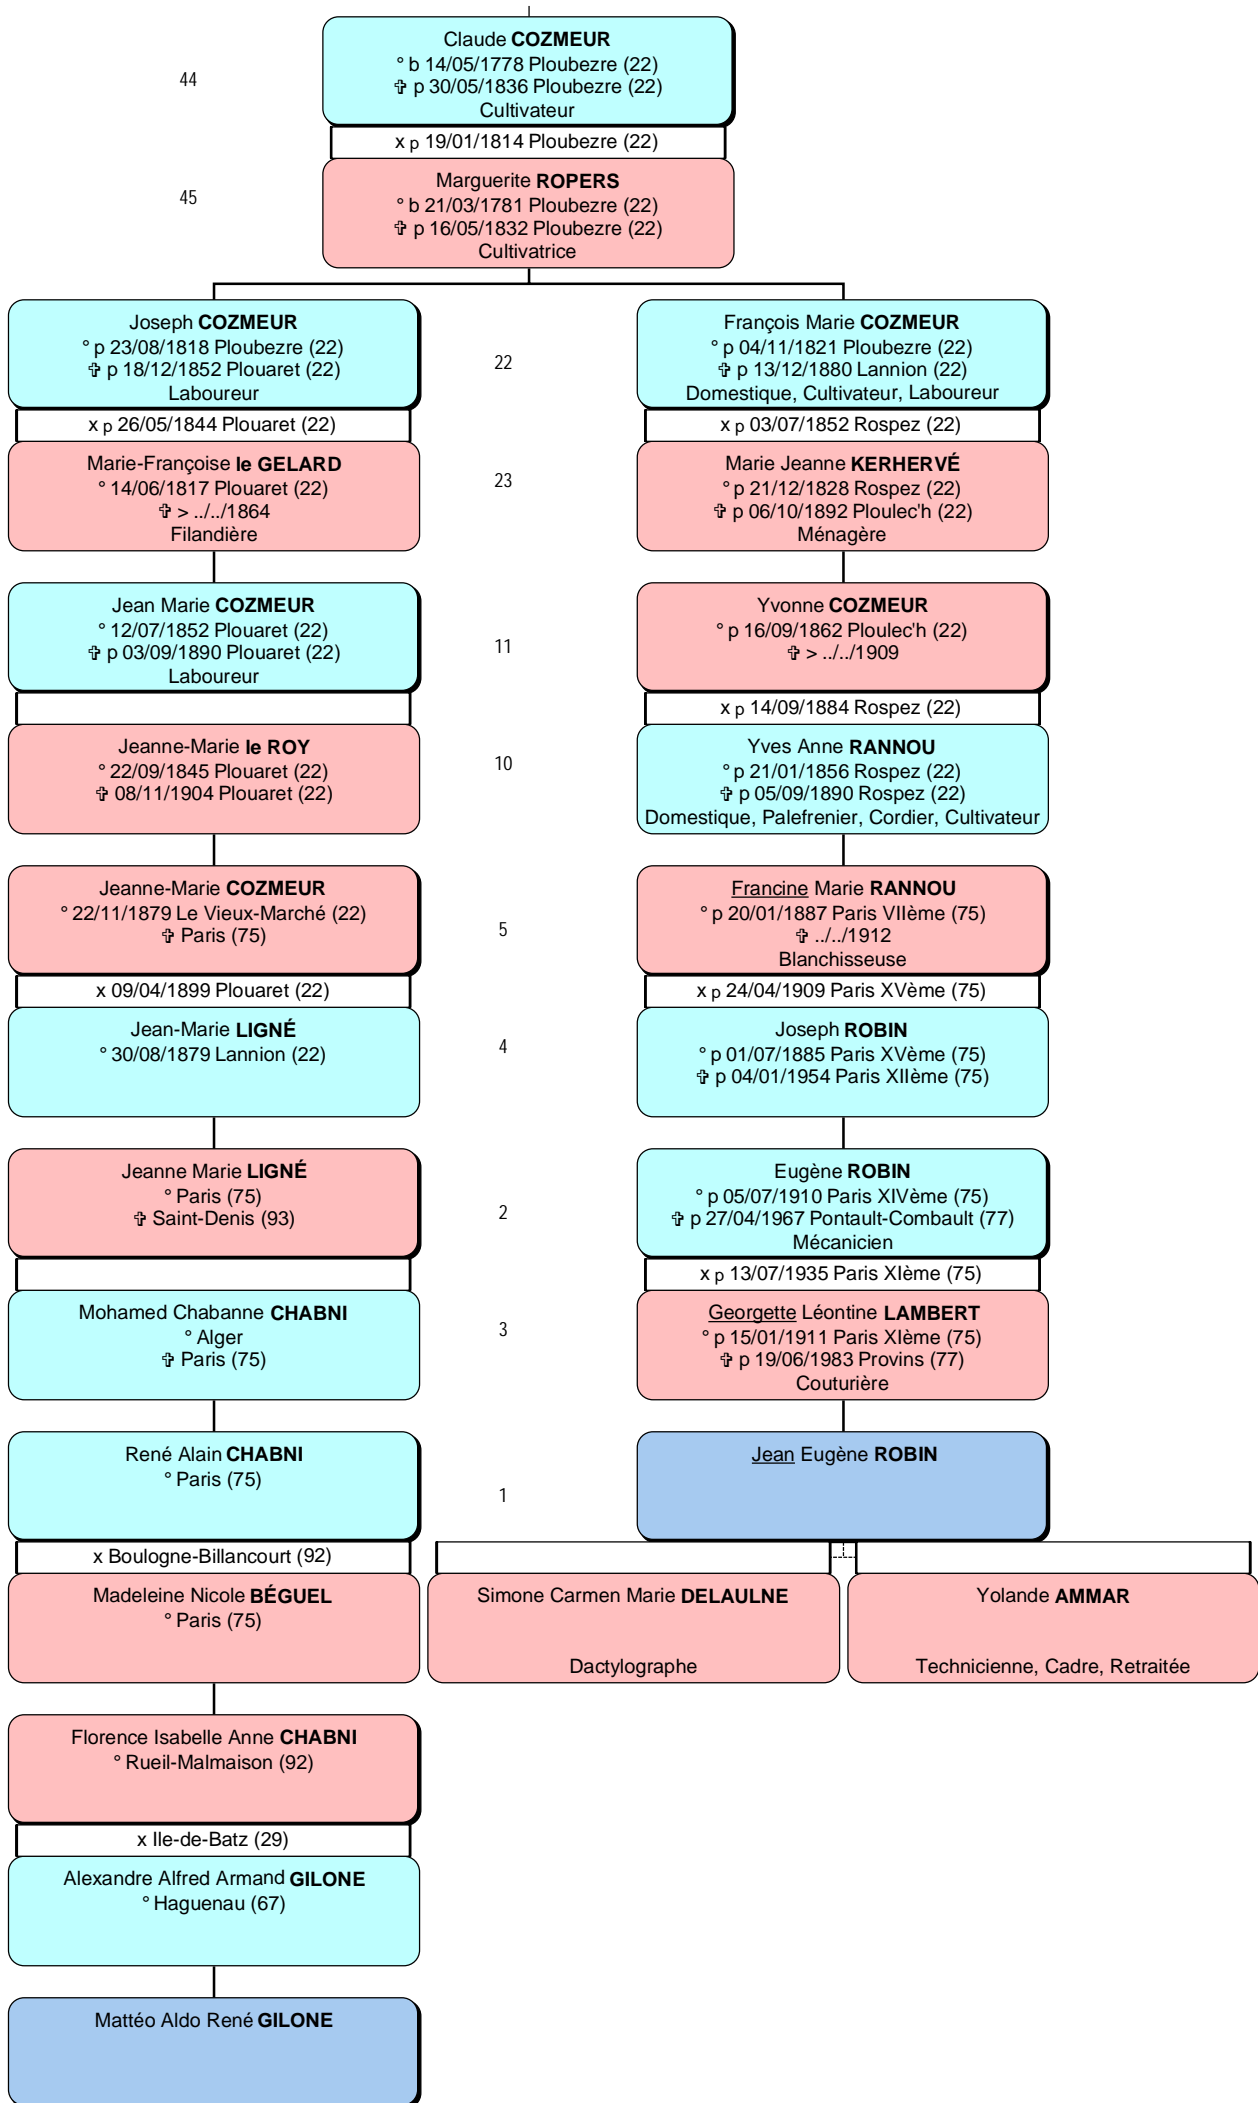 Claude COZMEUR
° b 14/05/1778 Ploubezre (22)
✞ p 30/05/1836 Ploubezre (22)
Cultivateur
44
x p 19/01/1814 Ploubezre (22)
Marguerite ROPERS
° b 21/03/1781 Ploubezre (22)
✞ p 16/05/1832 Ploubezre (22)
Cultivatrice
45
Joseph COZMEUR
° p 23/08/1818 Ploubezre (22)
✞ p 18/12/1852 Plouaret (22)
Laboureur
22
François Marie COZMEUR
° p 04/11/1821 Ploubezre (22)
✞ p 13/12/1880 Lannion (22)
Domestique, Cultivateur, Laboureur
x p 26/05/1844 Plouaret (22)
x p 03/07/1852 Rospez (22)
Marie-Françoise le GELARD
° 14/06/1817 Plouaret (22)
✞ > ../../1864
Filandière
23
Marie Jeanne KERHERVÉ
° p 21/12/1828 Rospez (22)
✞ p 06/10/1892 Ploulec'h (22)
Ménagère
Jean Marie COZMEUR
° 12/07/1852 Plouaret (22)
✞ p 03/09/1890 Plouaret (22)
Laboureur
11
Yvonne COZMEUR
° p 16/09/1862 Ploulec'h (22)
✞ > ../../1909
x p 14/09/1884 Rospez (22)
Jeanne-Marie le ROY
° 22/09/1845 Plouaret (22)
✞ 08/11/1904 Plouaret (22)
10
Yves Anne RANNOU
° p 21/01/1856 Rospez (22)
✞ p 05/09/1890 Rospez (22)
Domestique, Palefrenier, Cordier, Cultivateur
Jeanne-Marie COZMEUR
° 22/11/1879 Le Vieux-Marché (22)
✞ Paris (75)
5
Francine Marie RANNOU
° p 20/01/1887 Paris VIIème (75)
✞ ../../1912
Blanchisseuse
x 09/04/1899 Plouaret (22)
x p 24/04/1909 Paris XVème (75)
Jean-Marie LIGNÉ
° 30/08/1879 Lannion (22)
4
Joseph ROBIN
° p 01/07/1885 Paris XVème (75)
✞ p 04/01/1954 Paris XIIème (75)
Jeanne Marie LIGNÉ
° Paris (75)
✞ Saint-Denis (93)
2
Eugène ROBIN
° p 05/07/1910 Paris XIVème (75)
✞ p 27/04/1967 Pontault-Combault (77)
Mécanicien
x p 13/07/1935 Paris XIème (75)
Mohamed Chabanne CHABNI
° Alger
✞ Paris (75)
3
Georgette Léontine LAMBERT
° p 15/01/1911 Paris XIème (75)
✞ p 19/06/1983 Provins (77)
Couturière
René Alain CHABNI
° Paris (75)
1
Jean Eugène ROBIN
x Boulogne-Billancourt (92)
Madeleine Nicole BÉGUEL
° Paris (75)
Simone Carmen Marie DELAULNE
Dactylographe
Yolande AMMAR
Technicienne, Cadre, Retraitée
Florence Isabelle Anne CHABNI
° Rueil-Malmaison (92)
x Ile-de-Batz (29)
Alexandre Alfred Armand GILONE
° Haguenau (67)
Mattéo Aldo René GILONE